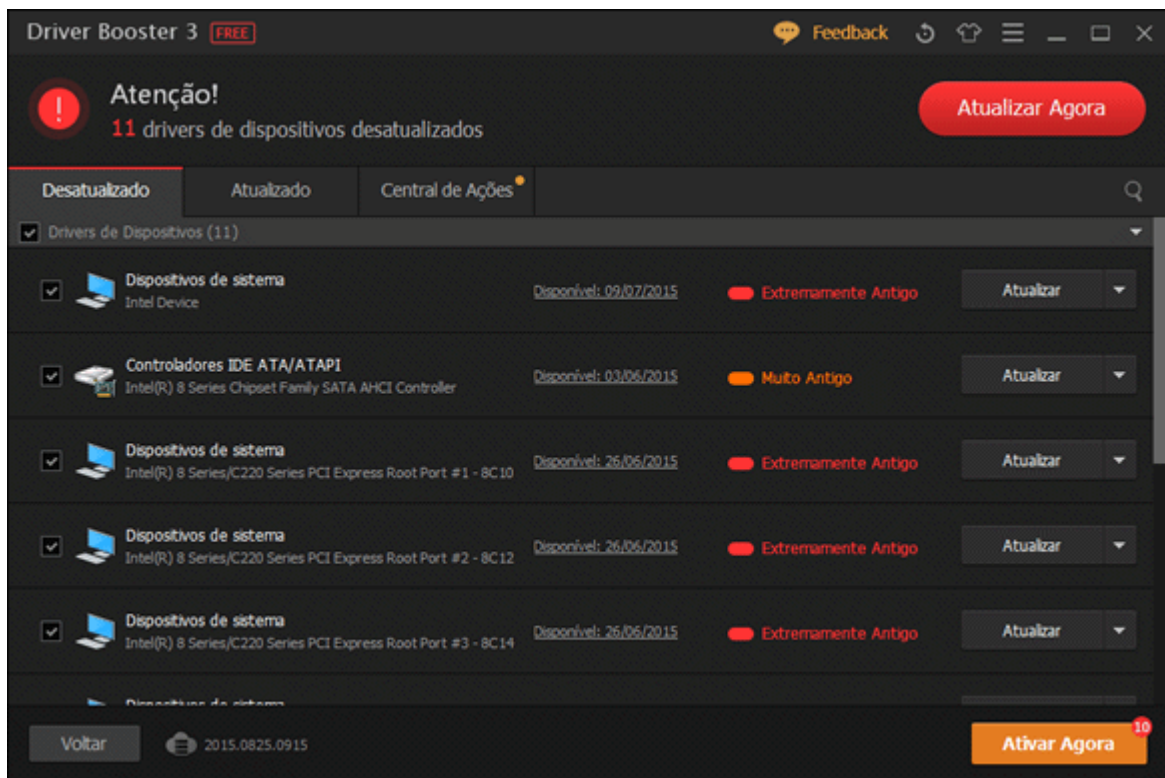 Driver Booster 3 FREE
Feedback
Atenção!
11 drivers de dispositivos desatualizados
Atualizar Agora
Desatualizado Atualizado Central de Ações
Drivers de Dispositivos (11)
Dispositivos de sistema
Intel Device
Disponível: 09/07/2015
Extremamente Antigo
Atualizar
Controladores IDE ATA/ATAPI
Intel(R) 8 Series Chipset Family SATA AHCI Controller
Disponível: 03/06/2015
Muito Antigo
Atualizar
Dispositivos de sistema
Intel(R) 8 Series/C220 Series PCI Express Root Port #1 - 8C10
Disponível: 26/06/2015
Extremamente Antigo
Atualizar
Dispositivos de sistema
Intel(R) 8 Series/C220 Series PCI Express Root Port #2 - 8C12
Disponível: 26/06/2015
Extremamente Antigo
Atualizar
Dispositivos de sistema
Intel(R) 8 Series/C220 Series PCI Express Root Port #3 - 8C14
Disponível: 26/06/2015
Extremamente Antigo
Atualizar
Dispositivos de sistema
Voltar
2015.0825.0915
Ativar Agora
10